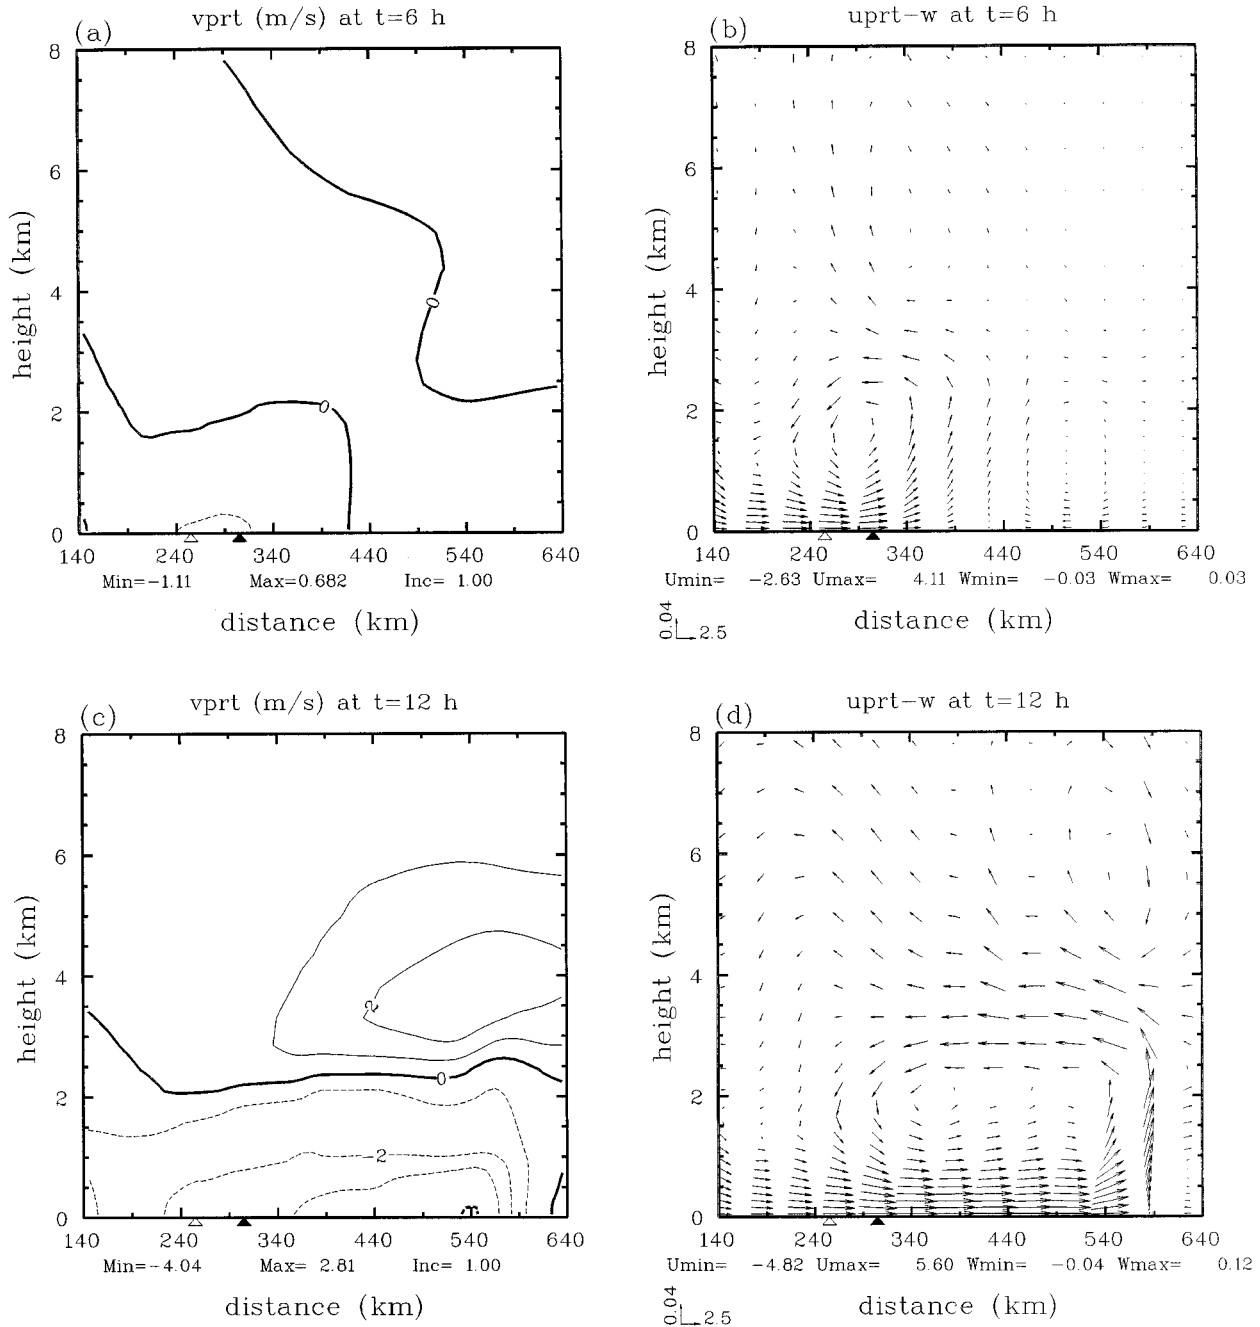 (a) vprt (m/s) at t=6 h
8
6
4
2
0
height (km)
0
0
140 240 340 440 540 640
Min=-1.11 Max=0.682 Inc= 1.00
distance (km)
(b) uprt-w at t=6 h
8
6
4
2
0
height (km)
140 240 340 440 540 640
Umin= -2.63 Umax= 4.11 Wmin= -0.03 Wmax= 0.03
0.04 2.5
distance (km)
(c) vprt (m/s) at t=12 h
8
6
4
2
0
height (km)
2
0
-2
140 240 340 440 540 640
Min=-4.04 Max= 2.81 Inc= 1.00
distance (km)
(d) uprt-w at t=12 h
8
6
4
2
0
height (km)
140 240 340 440 540 640
Umin= -4.82 Umax= 5.60 Wmin= -0.04 Wmax= 0.12
0.04 2.5
distance (km)